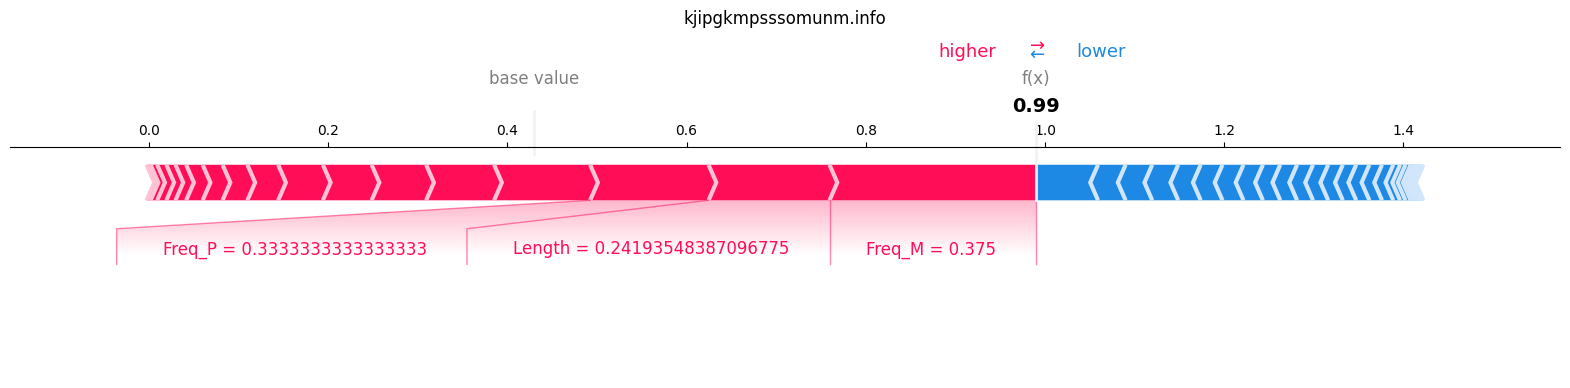 kjipgkmpsssomunm.info
higher ⇄ lower
base value f(x)
0.99
0.0 0.2 0.4 0.6 0.8 1.0 1.2 1.4
Freq_P = 0.3333333333333333 Length = 0.24193548387096775 Freq_M = 0.375